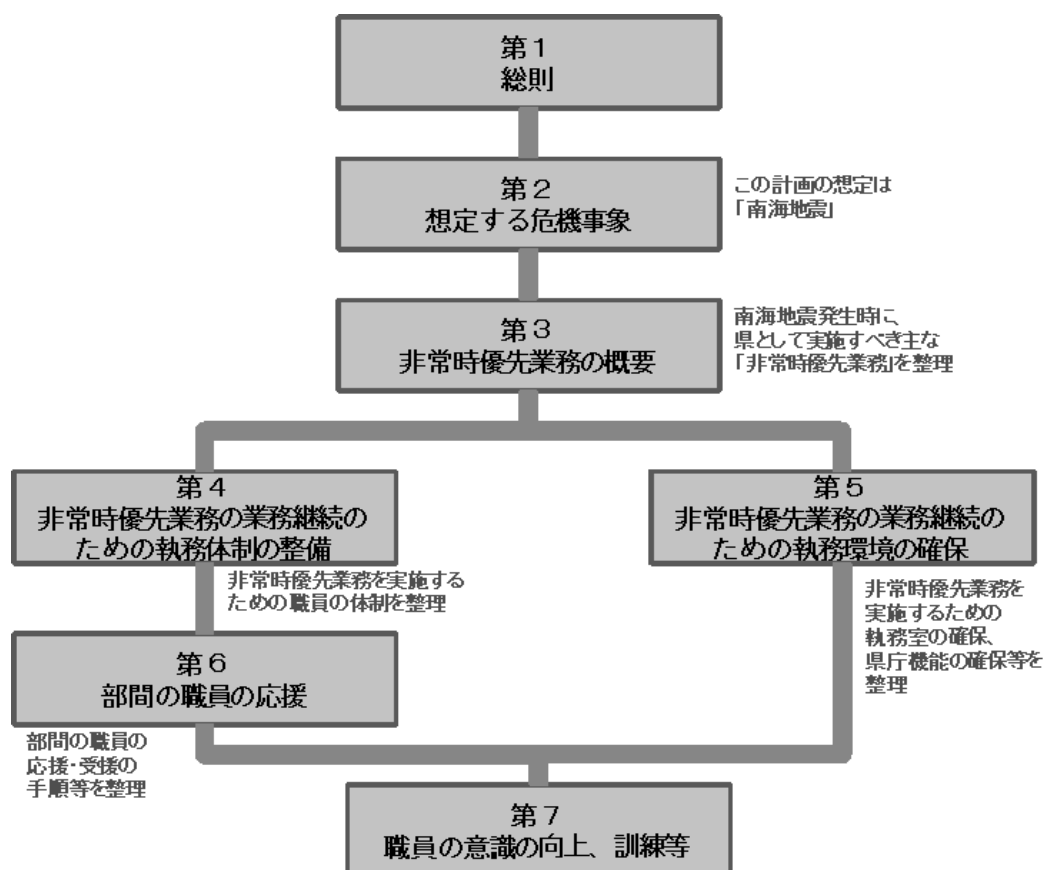 第１
総則
第２
想定する危機事象
この計画の想定は
「南海地震」
第３
非常時優先業務の概要
南海地震発生時に、
県として実施すべき主な
「非常時優先業務」を整理
第４
非常時優先業務の業務継続の
ための執務体制の整備
非常時優先業務を実施する
ための職員の体制を整理
第５
非常時優先業務の業務継続の
ための執務環境の確保
非常時優先業務を
実施するための
執務室の確保、
県庁機能の確保等を
整理
第６
部間の職員の応援
部間の職員の
応援・受援の
手順等を整理
第７
職員の意識の向上、訓練等